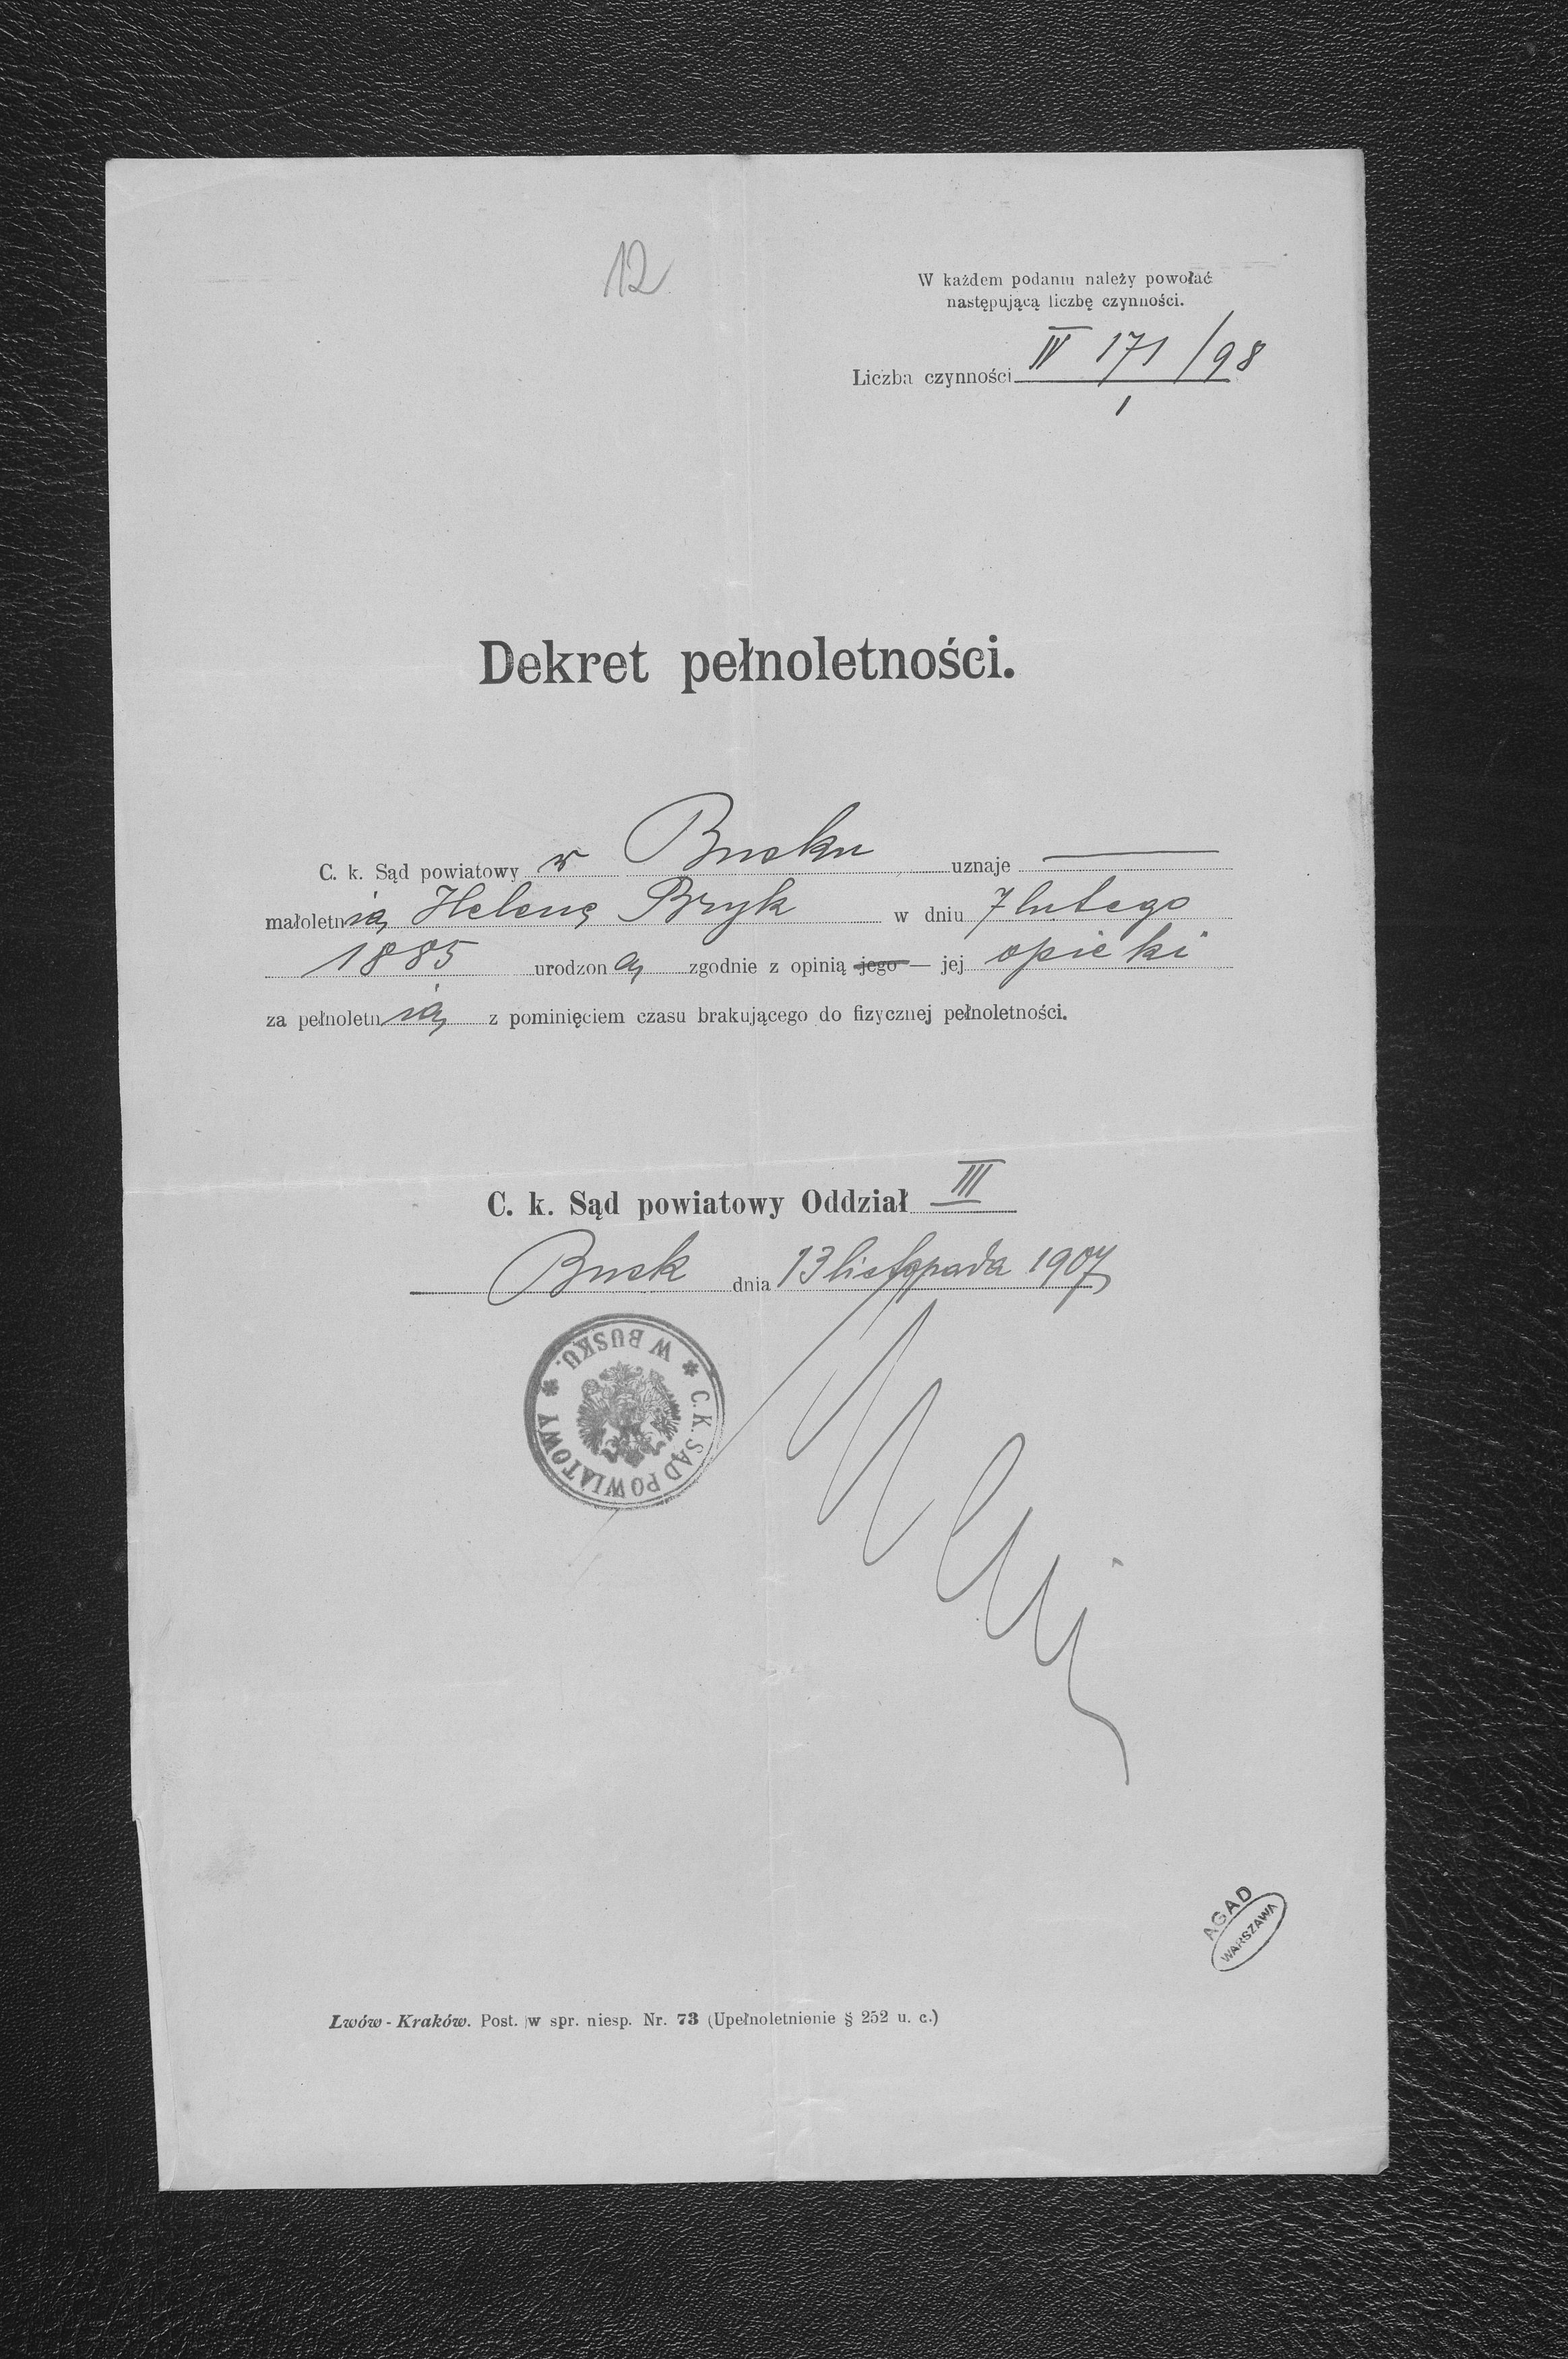 12
W każdem podaniu należy powołać
następującą liczbę czynności.
Liczba czynności IV 171/98
1
Dekret pełnoletności.
C. k. Sąd powiatowy w Busku uznaje —
małoletnią Helenę Bryk w dniu 7 lutego
1885 urodzoną zgodnie z opinią jego — jej opieki
za pełnoletnią z pominięciem czasu brakującego do fizycznej pełnoletności.
C. k. Sąd powiatowy Oddział III
Busk dnia 13 listopada 1907
C. K. SĄD POWIATOWY * W BUSKU. *
AGAD
WARSZAWA
Lwów - Kraków. Post. w spr. niesp. Nr. 73 (Upełnoletnienie § 252 u. c.)